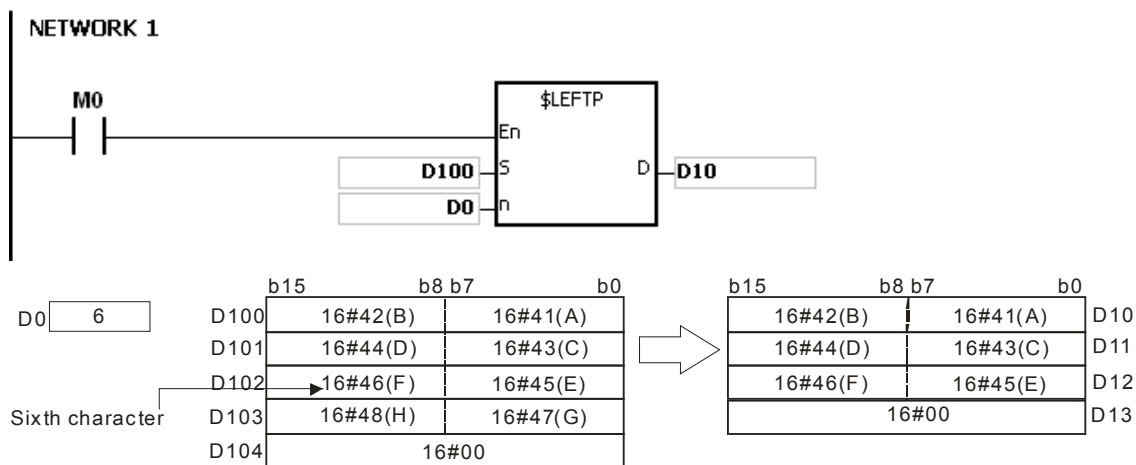 NETWORK 1
M0
$LEFTP
En
D100 S D D10
D0 n
b15 b8 b7 b0 b15 b8 b7 b0
D0 6 D100 16#42(B) 16#41(A) 16#42(B) 16#41(A) D10
D101 16#44(D) 16#43(C) 16#44(D) 16#43(C) D11
D102 16#46(F) 16#45(E) 16#46(F) 16#45(E) D12
Sixth character D103 16#48(H) 16#47(G) 16#00 D13
D104 16#00